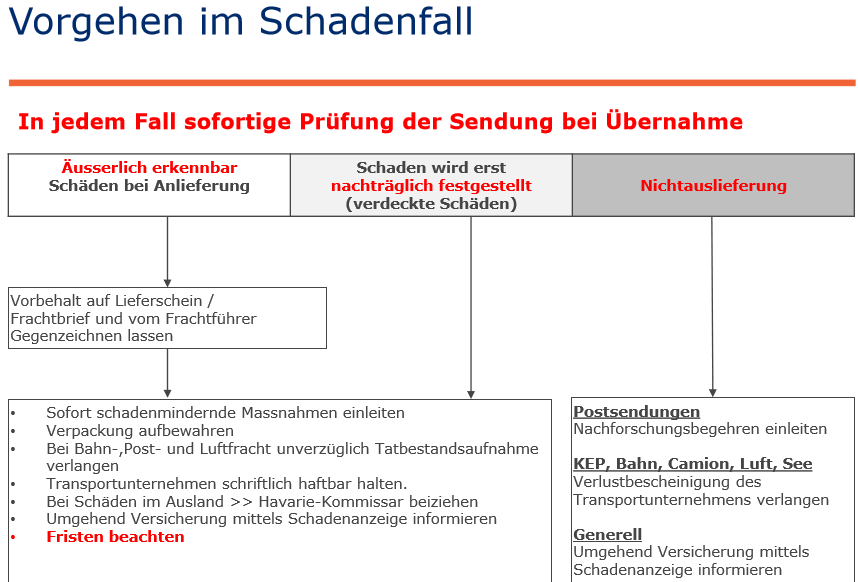 Vorgehen im Schadenfall
In jedem Fall sofortige Prüfung der Sendung bei Übernahme
Äusserlich erkennbar
Schäden bei Anlieferung
Schaden wird erst
nachträglich festgestellt
(verdeckte Schäden)
Nichtauslieferung
Vorbehalt auf Lieferschein /
Frachtbrief und vom Frachtführer
Gegenzeichnen lassen
• Sofort schadenmindernde Massnahmen einleiten
• Verpackung aufbewahren
• Bei Bahn-,Post- und Luftfracht unverzüglich Tatbestandsaufnahme
verlangen
• Transportunternehmen schriftlich haftbar halten.
• Bei Schäden im Ausland >> Havarie-Kommissar beiziehen
• Umgehend Versicherung mittels Schadenanzeige informieren
• Fristen beachten
Postsendungen
Nachforschungsbegehren einleiten
KEP, Bahn, Camion, Luft, See
Verlustbescheinigung des
Transportunternehmens verlangen
Generell
Umgehend Versicherung mittels
Schadenanzeige informieren